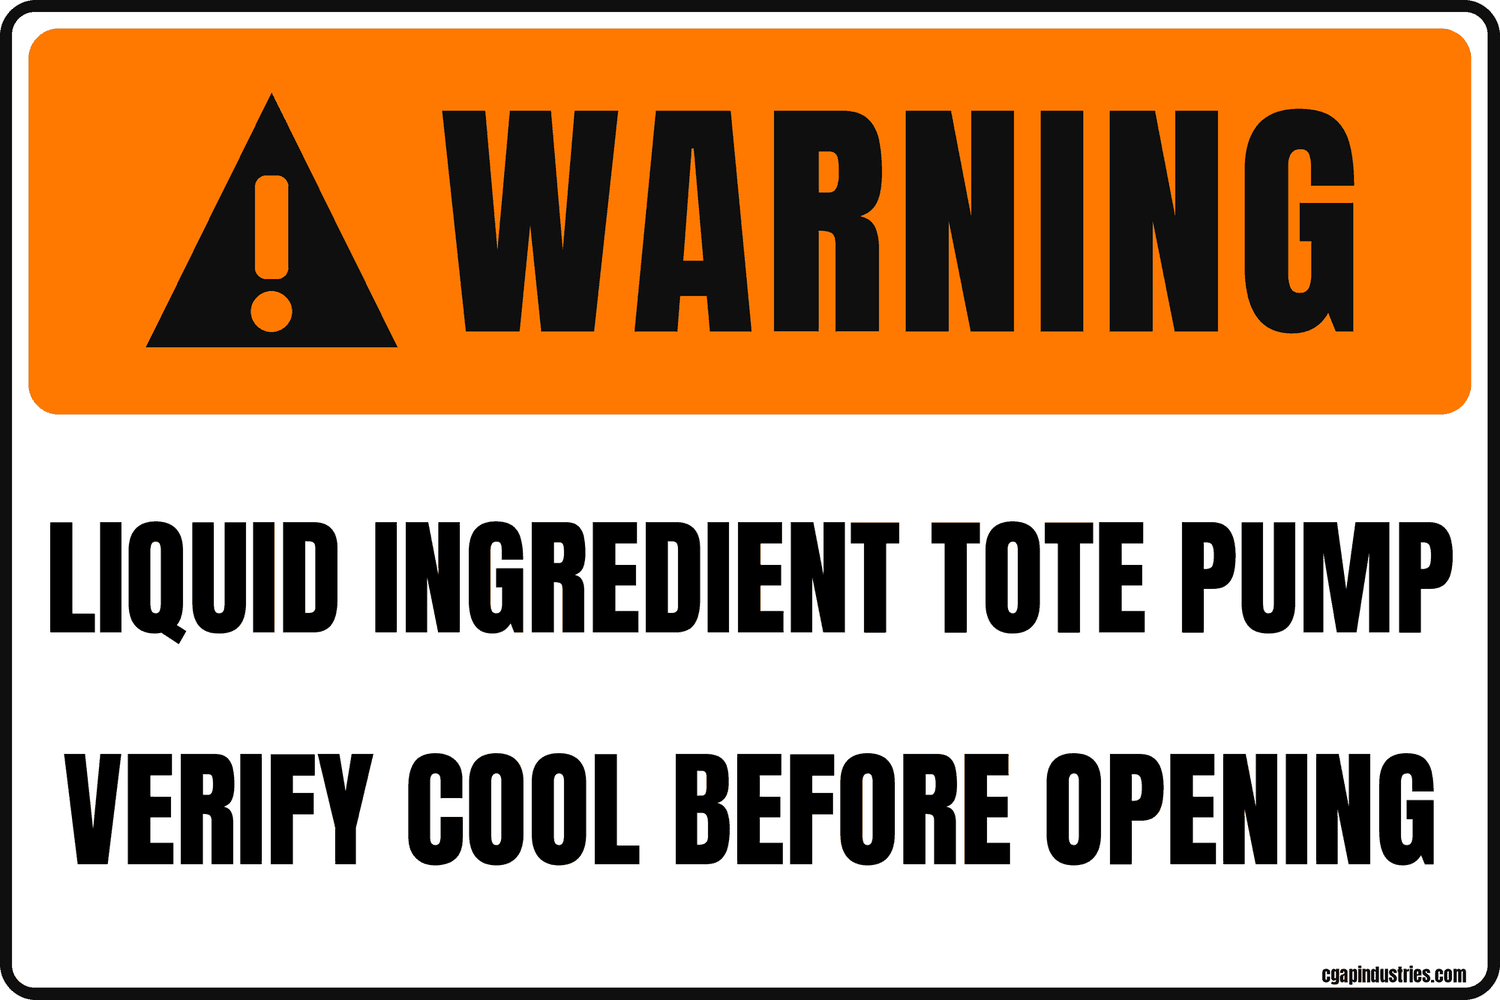 WARNING
LIQUID INGREDIENT TOTE PUMP
VERIFY COOL BEFORE OPENING
cgapindustries.com